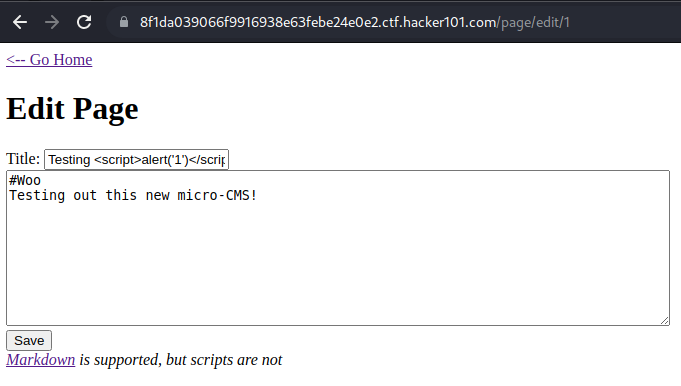 8f1da039066f9916938e63febe24e0e2.ctf.hacker101.com/page/edit/1
<-- Go Home
Edit Page
Title: Testing <script>alert('1')</scrip
#Woo
Testing out this new micro-CMS!
Save
Markdown is supported, but scripts are not